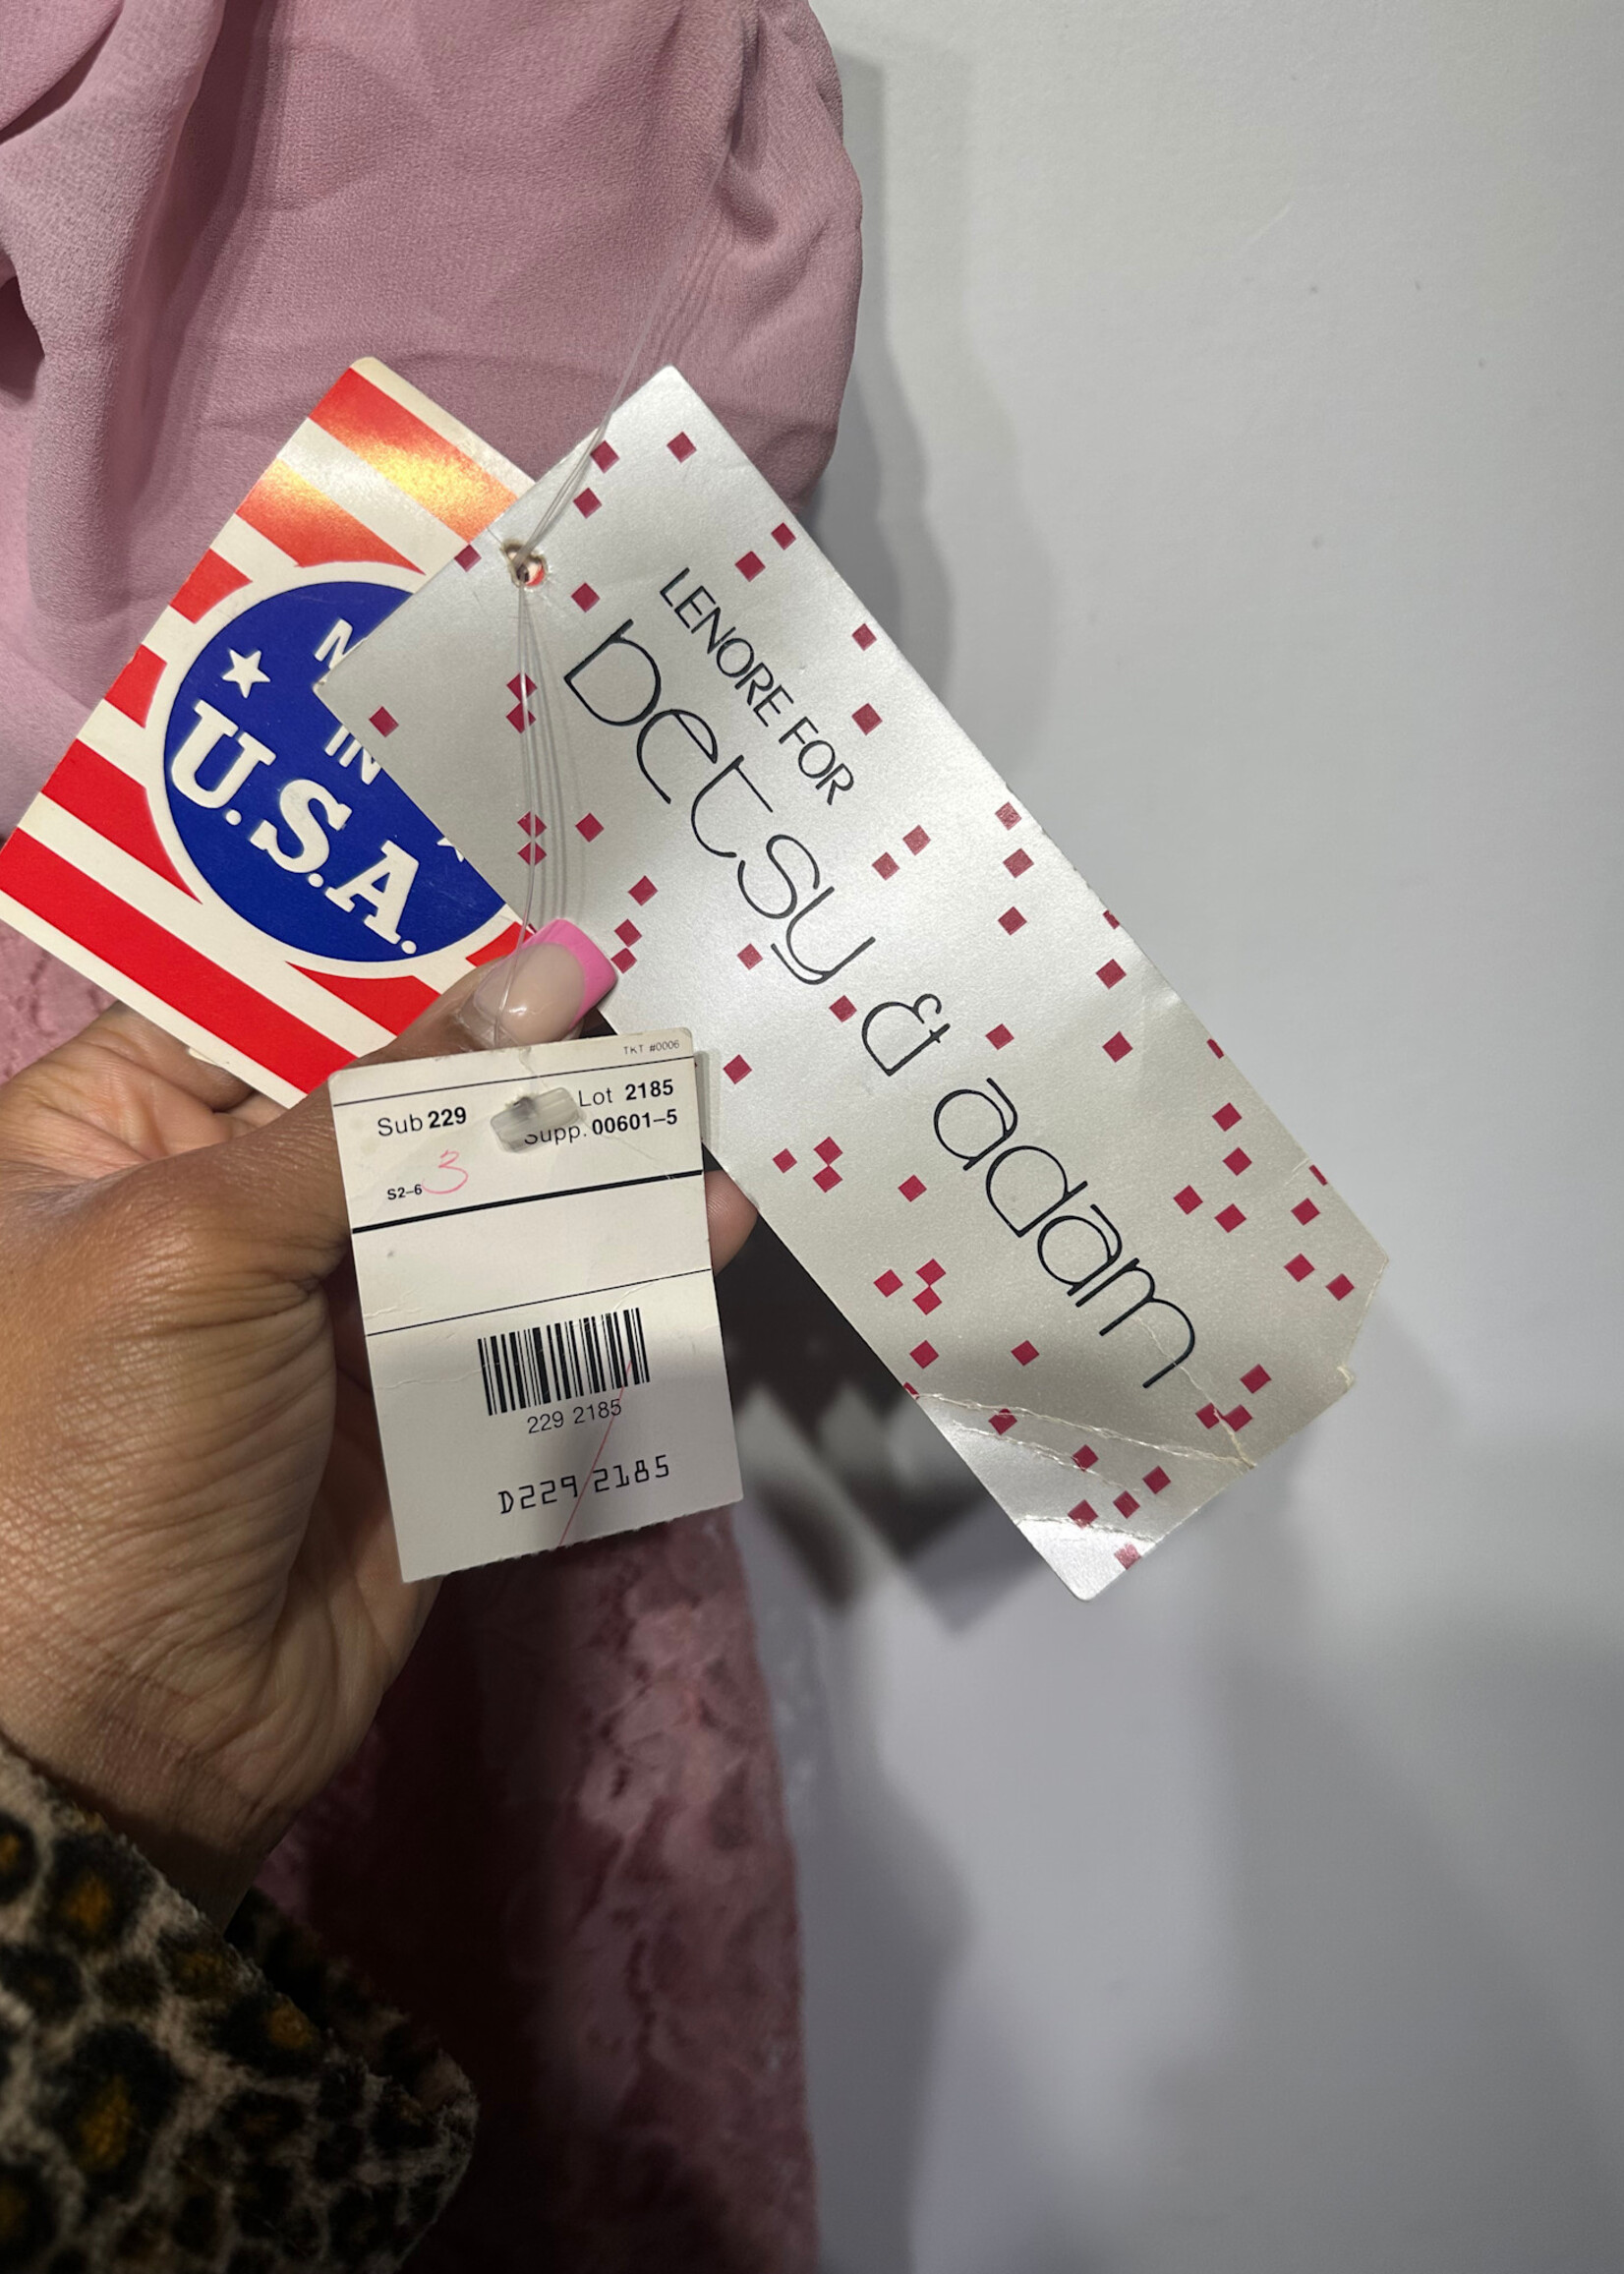 M
IN
U.S.A.
LENORE FOR
Betsy & adam
TKT #0006
Sub 229 Lot 2185
Supp. 00601-5
S2-6 3
229 2185
D229 2185